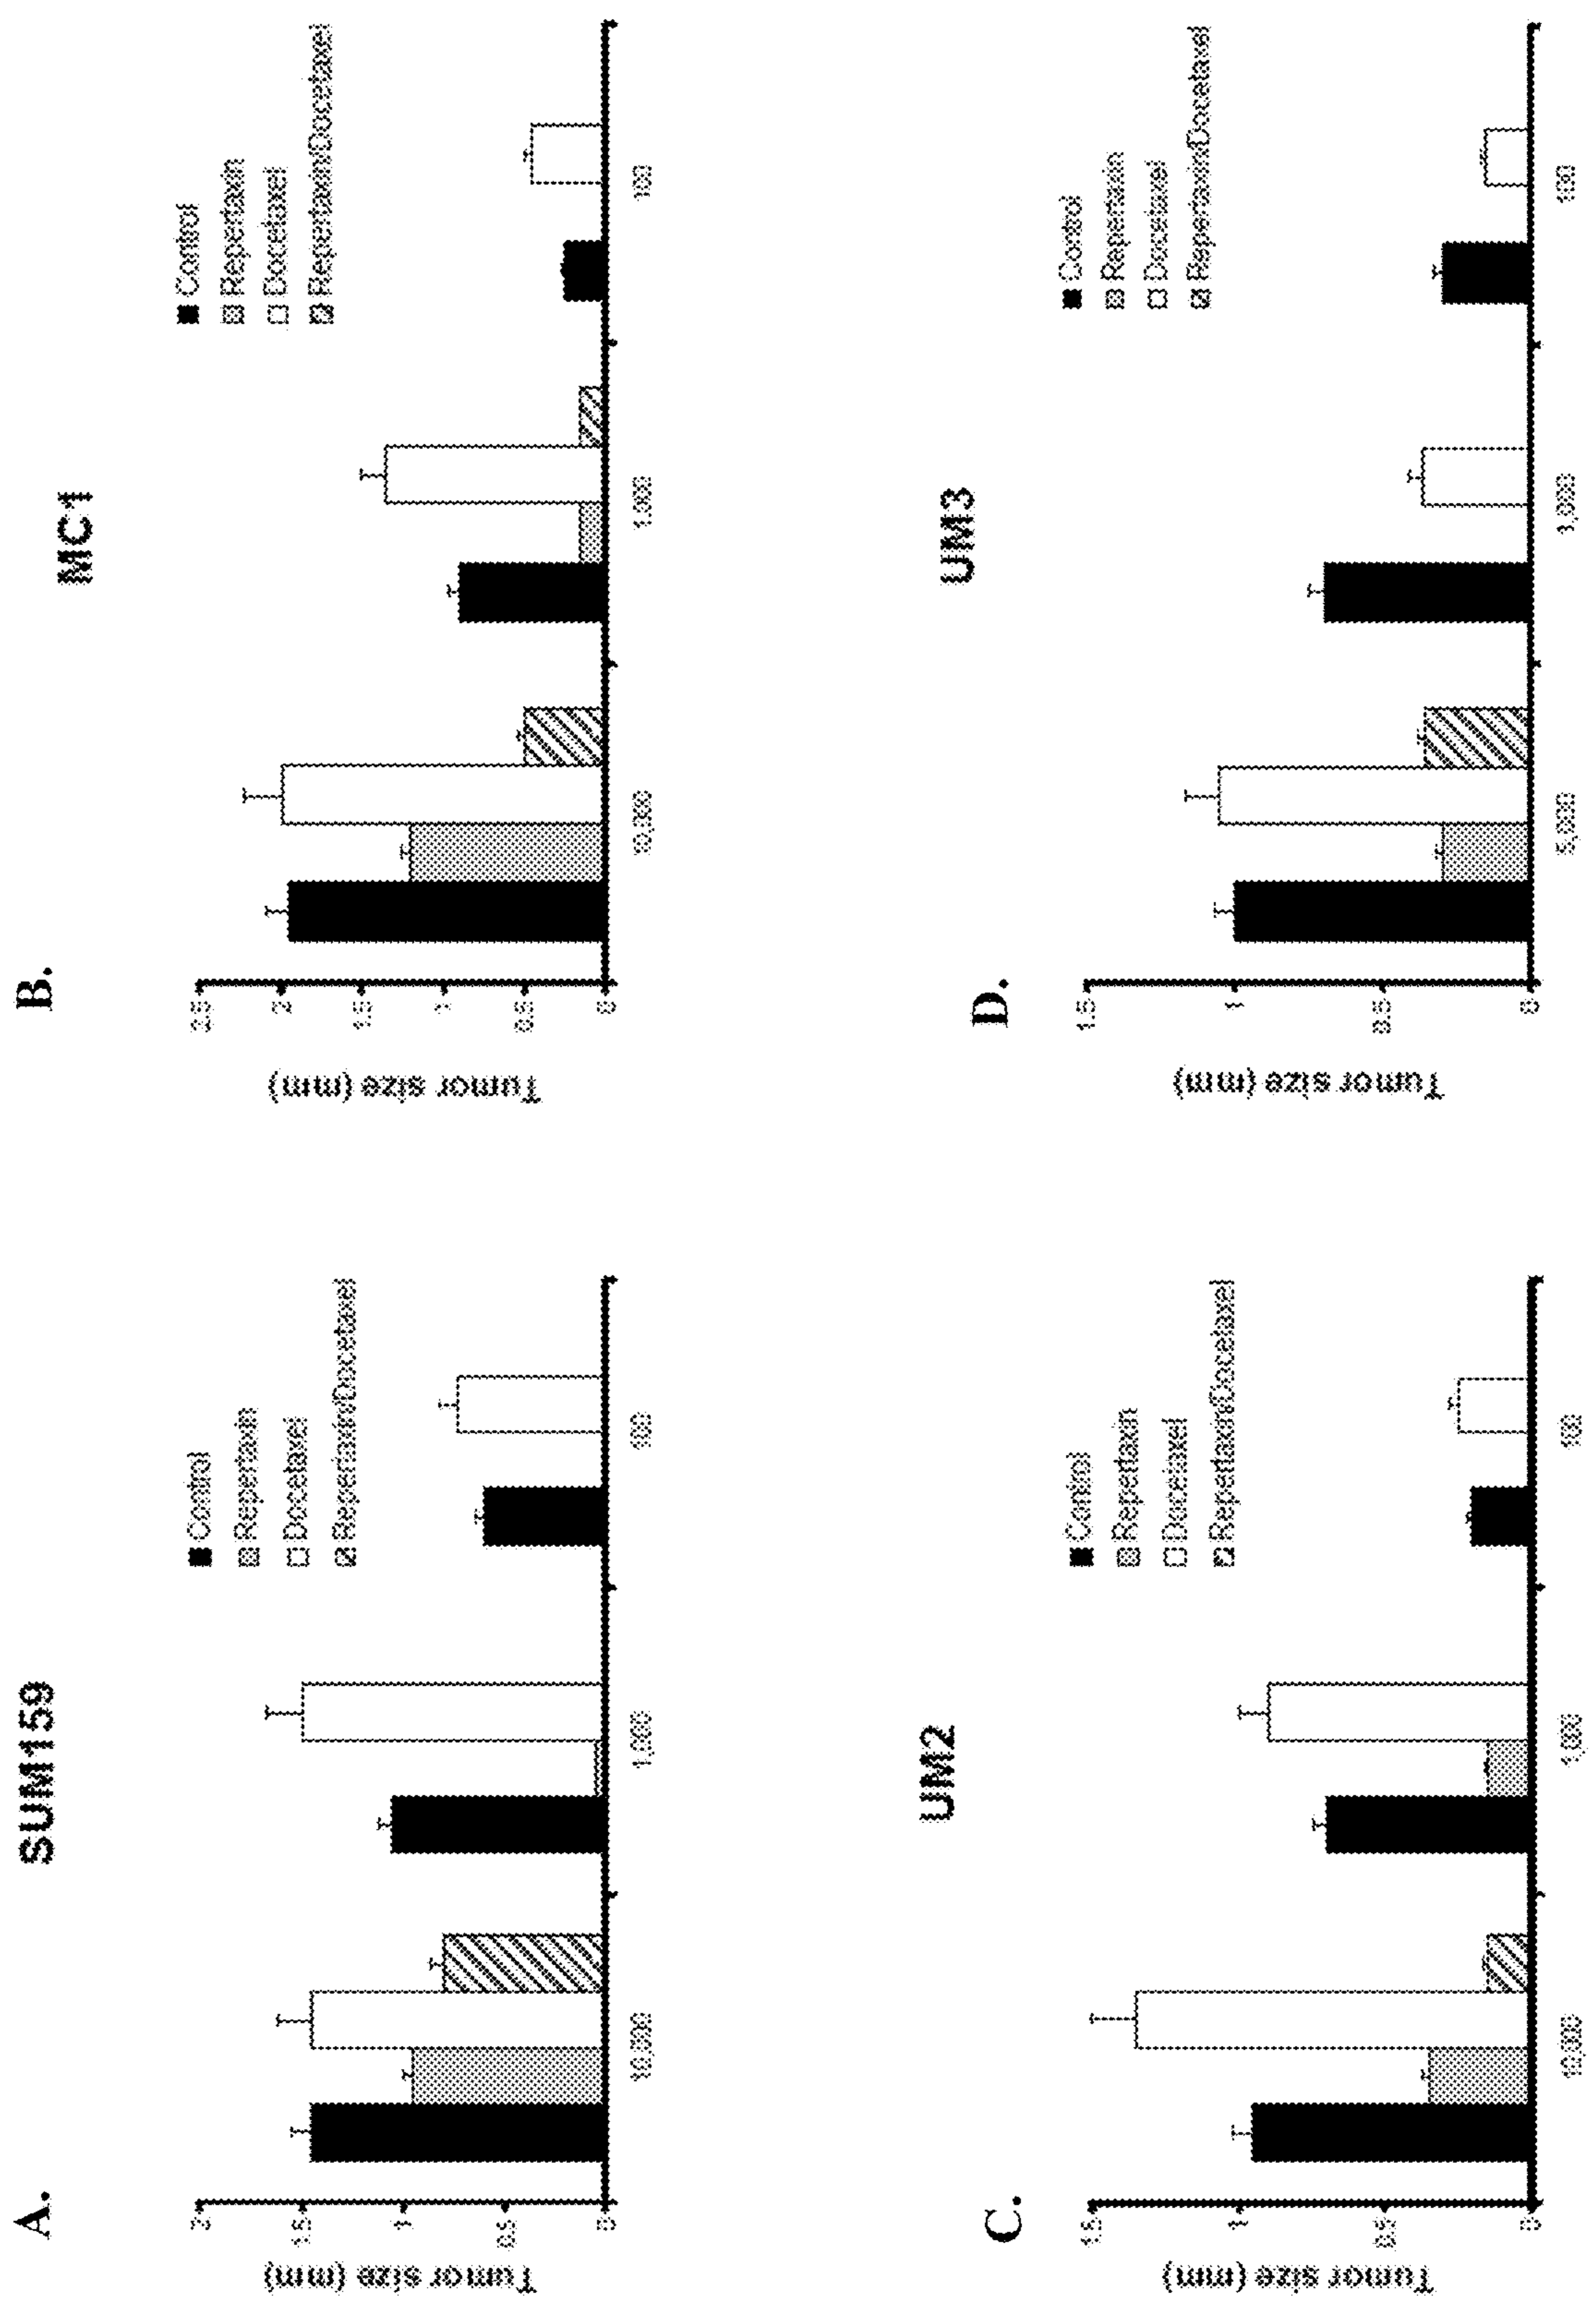 A.
SUM159
Tumor size (mm)
2
1.5
1
0.5
0
10,000
1,000
100
Control
Repertaxin
Docetaxel
Repertaxin/Docetaxel
B.
MC1
Tumor size (mm)
2.5
2
1.5
1
0.5
0
10,000
1,000
100
Control
Repertaxin
Docetaxel
Repertaxin/Docetaxel
C.
UM2
Tumor size (mm)
1.5
1
0.5
0
10,000
1,000
100
Control
Repertaxin
Docetaxel
Repertaxin/Docetaxel
D.
UM3
Tumor size (mm)
1.5
1
0.5
0
5,000
1,000
100
Control
Repertaxin
Docetaxel
Repertaxin/Docetaxel